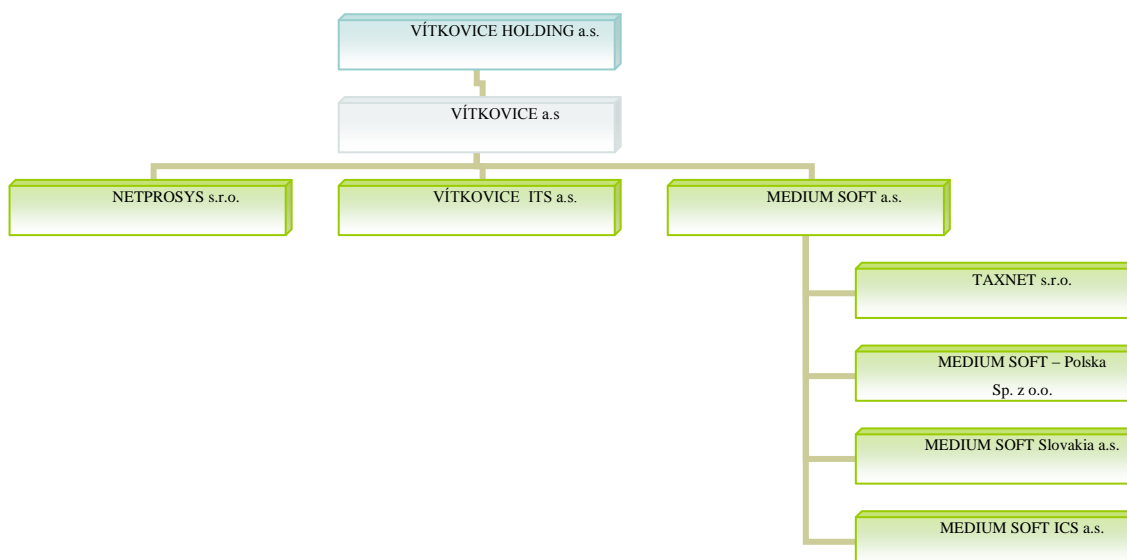 VÍTKOVICE HOLDING a.s.
VÍTKOVICE a.s
NETPROSYS s.r.o.
VÍTKOVICE ITS a.s.
MEDIUM SOFT a.s.
TAXNET s.r.o.
MEDIUM SOFT – Polska
Sp. z o.o.
MEDIUM SOFT Slovakia a.s.
MEDIUM SOFT ICS a.s.